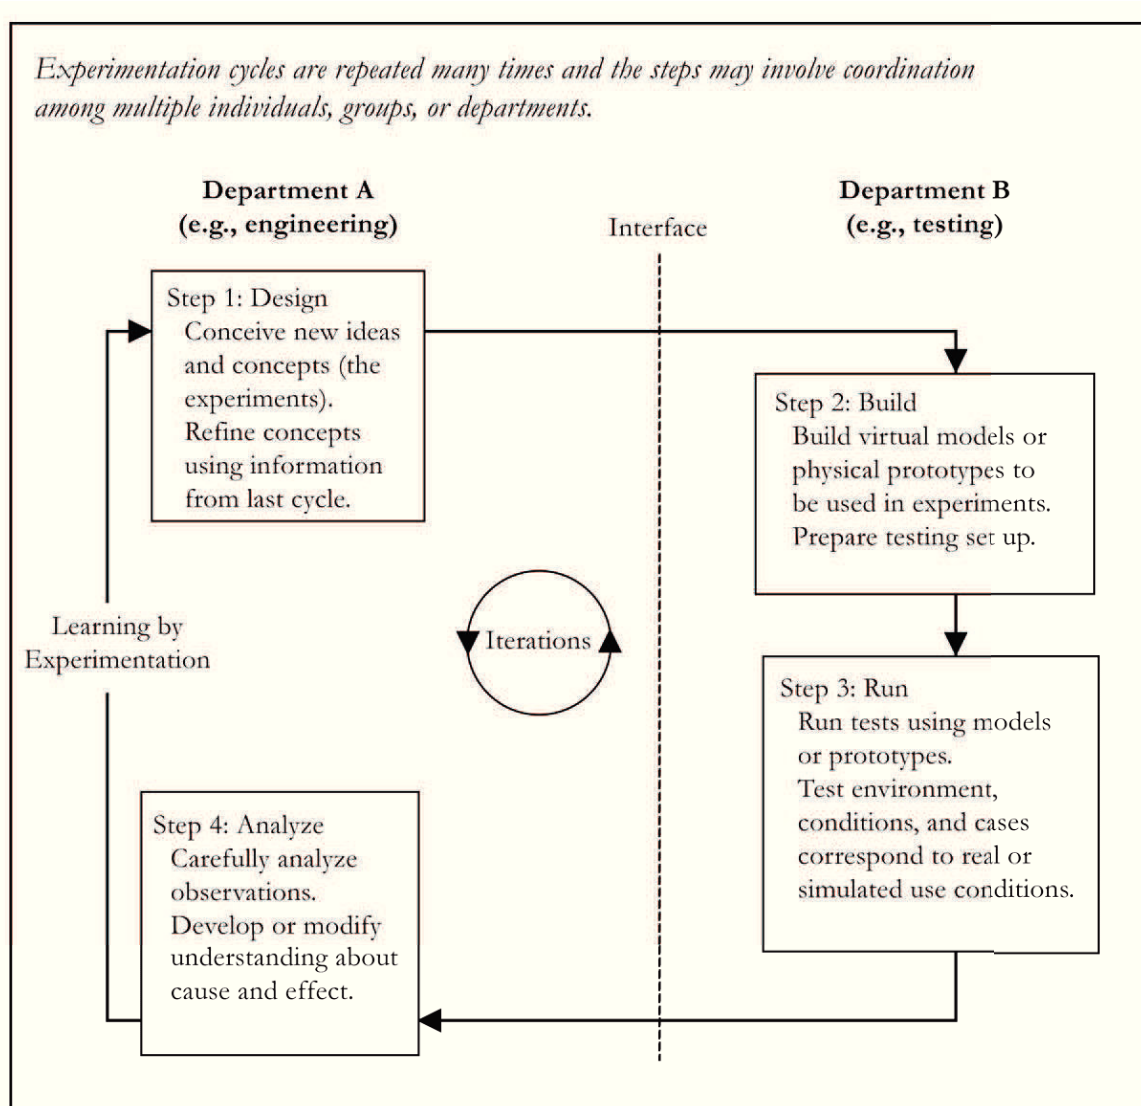 Experimentation cycles are repeated many times and the steps may involve coordination
among multiple individuals, groups, or departments.
Department A
(e.g., engineering)
Interface
Department B
(e.g., testing)
Step 1: Design
Conceive new ideas
and concepts (the
experiments).
Refine concepts
using information
from last cycle.
Step 2: Build
Build virtual models or
physical prototypes to
be used in experiments.
Prepare testing set up.
Learning by
Experimentation
Iterations
Step 3: Run
Run tests using models
or prototypes.
Test environment,
conditions, and cases
correspond to real or
simulated use conditions.
Step 4: Analyze
Carefully analyze
observations.
Develop or modify
understanding about
cause and effect.